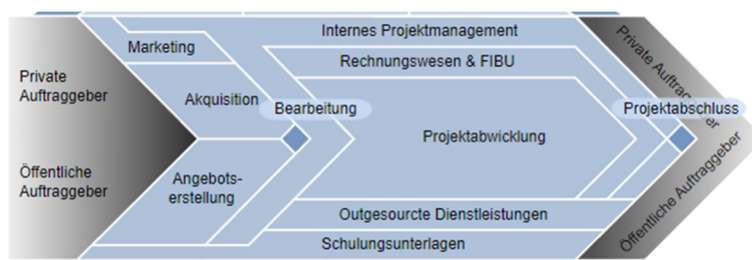 Internes Projektmanagement
Marketing
Rechnungswesen & FIBU
Private
Auftraggeber
Akquisition
Bearbeitung
Projektabwicklung
Projektabschluss
Private Auftraggeber
Öffentliche
Auftraggeber
Angebots-
erstellung
Öffentliche Auftraggeber
Outgesourcte Dienstleistungen
Schulungsunterlagen